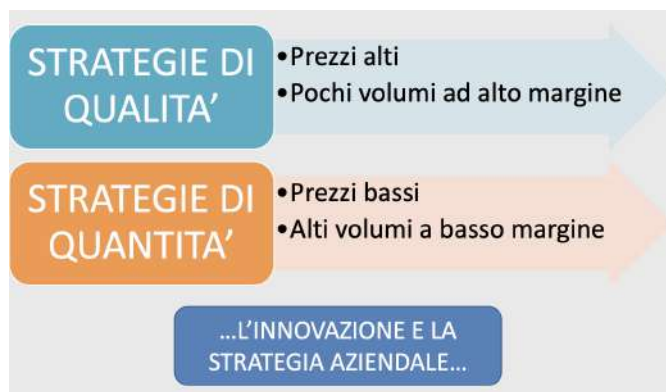 STRATEGIE DI
QUALITA’
•Prezzi alti
•Pochi volumi ad alto margine
STRATEGIE DI
QUANTITA’
•Prezzi bassi
•Alti volumi a basso margine
…L’INNOVAZIONE E LA
STRATEGIA AZIENDALE…